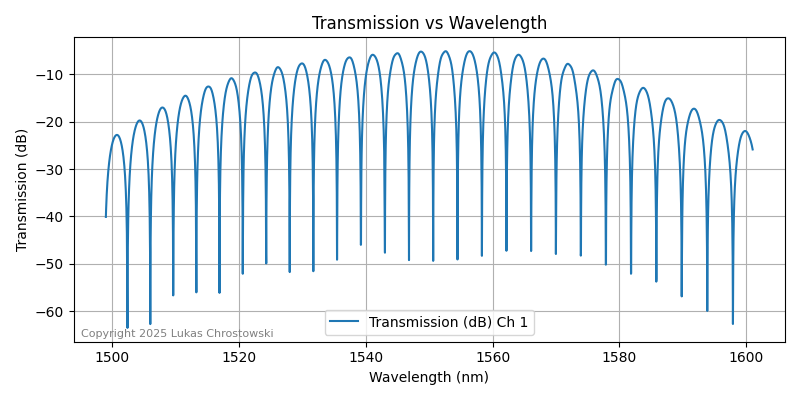 Transmission vs Wavelength
Transmission (dB)
−10
−20
−30
−40
−50
−60
Transmission (dB) Ch 1
Copyright 2025 Lukas Chrostowski
1500 1520 1540 1560 1580 1600
Wavelength (nm)